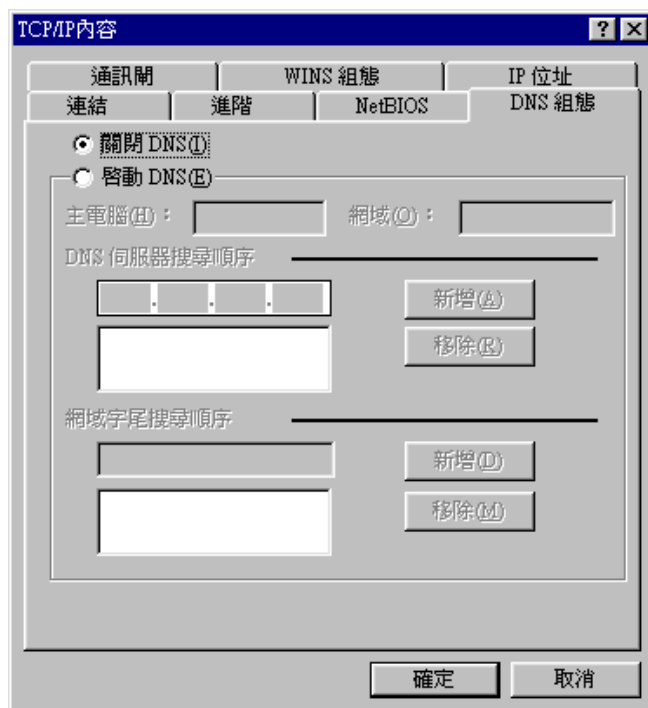 TCP/IP內容
通訊閘 WINS 組態 IP 位址
連結 進階 NetBIOS DNS 組態
關閉 DNS(I)
啓動 DNS(E)
主電腦(H)： 網域(O)：
DNS 伺服器搜尋順序
新增(A)
移除(R)
網域字尾搜尋順序
新增(D)
移除(M)
確定 取消